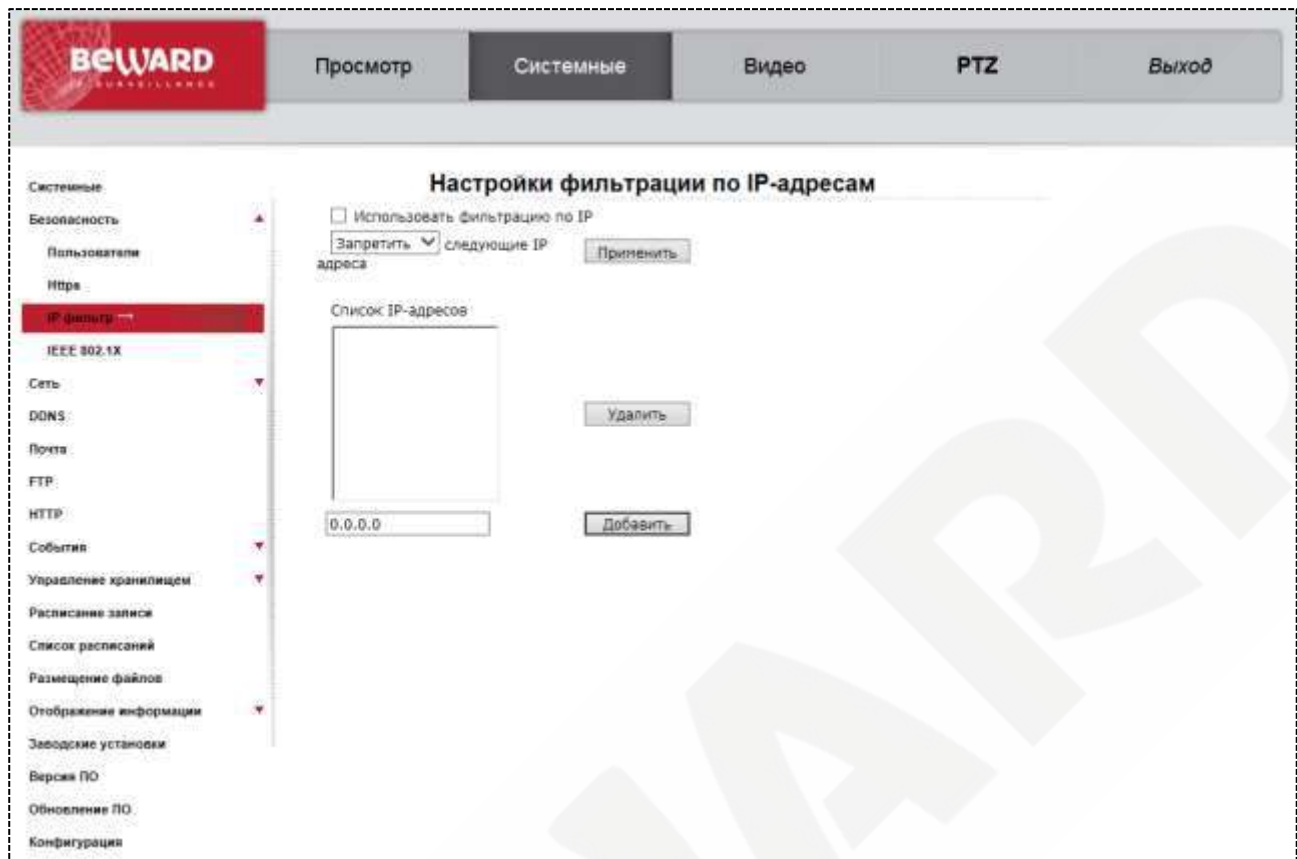 BEWARD
Просмотр
Системные
Видео
PTZ
Выход
Системные
Безопасность
Пользователи
Https
IP фильтр
IEEE 802.1X
Сеть
DDNS
Почта
FTP
HTTP
События
Управление хранилищем
Расписание записи
Список расписаний
Размещение файлов
Отображение информации
Заводские установки
Версия ПО
Обновление ПО
Конфигурация
Настройки фильтрации по IP-адресам
Использовать фильтрацию по IP
Запретить следующие IP
адреса
Применить
Список IP-адресов
Удалить
0.0.0.0
Добавить